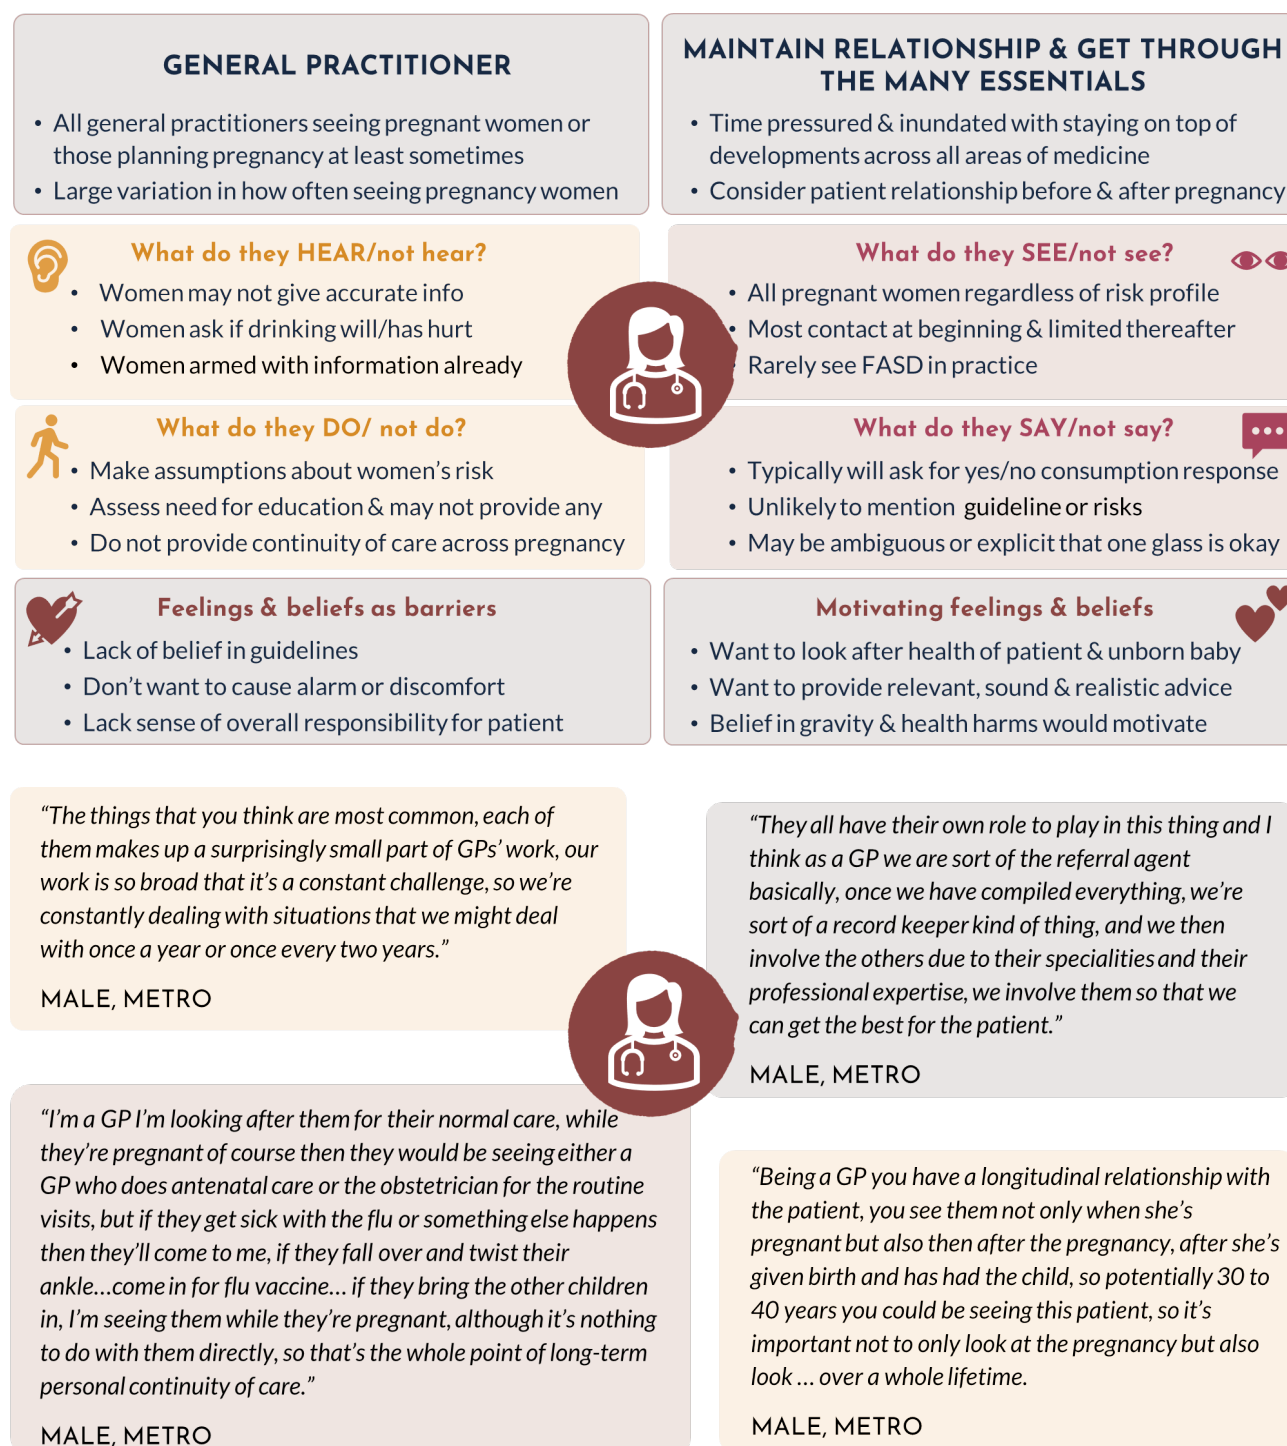 GENERAL PRACTITIONER
• All general practitioners seeing pregnant women or
those planning pregnancy at least sometimes
• Large variation in how often seeing pregnancy women
MAINTAIN RELATIONSHIP & GET THROUGH
THE MANY ESSENTIALS
• Time pressured & inundated with staying on top of
developments across all areas of medicine
• Consider patient relationship before & after pregnancy
What do they HEAR/not hear?
• Women may not give accurate info
• Women ask if drinking will/has hurt
• Women armed with information already
What do they SEE/not see?
• All pregnant women regardless of risk profile
• Most contact at beginning & limited thereafter
• Rarely see FASD in practice
What do they DO/ not do?
• Make assumptions about women’s risk
• Assess need for education & may not provide any
• Do not provide continuity of care across pregnancy
What do they SAY/not say?
• Typically will ask for yes/no consumption response
• Unlikely to mention guideline or risks
• May be ambiguous or explicit that one glass is okay
Feelings & beliefs as barriers
• Lack of belief in guidelines
• Don’t want to cause alarm or discomfort
• Lack sense of overall responsibility for patient
Motivating feelings & beliefs
• Want to look after health of patient & unborn baby
• Want to provide relevant, sound & realistic advice
• Belief in gravity & health harms would motivate
“The things that you think are most common, each of
them makes up a surprisingly small part of GPs’ work, our
work is so broad that it’s a constant challenge, so we’re
constantly dealing with situations that we might deal
with once a year or once every two years.”
MALE, METRO
“They all have their own role to play in this thing and I
think as a GP we are sort of the referral agent
basically, once we have compiled everything, we’re
sort of a record keeper kind of thing, and we then
involve the others due to their specialities and their
professional expertise, we involve them so that we
can get the best for the patient.”
MALE, METRO
“I’m a GP I’m looking after them for their normal care, while
they’re pregnant of course then they would be seeing either a
GP who does antenatal care or the obstetrician for the routine
visits, but if they get sick with the flu or something else happens
then they’ll come to me, if they fall over and twist their
ankle…come in for flu vaccine… if they bring the other children
in, I’m seeing them while they’re pregnant, although it’s nothing
to do with them directly, so that’s the whole point of long-term
personal continuity of care.”
MALE, METRO
“Being a GP you have a longitudinal relationship with
the patient, you see them not only when she’s
pregnant but also then after the pregnancy, after she’s
given birth and has had the child, so potentially 30 to
40 years you could be seeing this patient, so it’s
important not to only look at the pregnancy but also
look … over a whole lifetime.
MALE, METRO